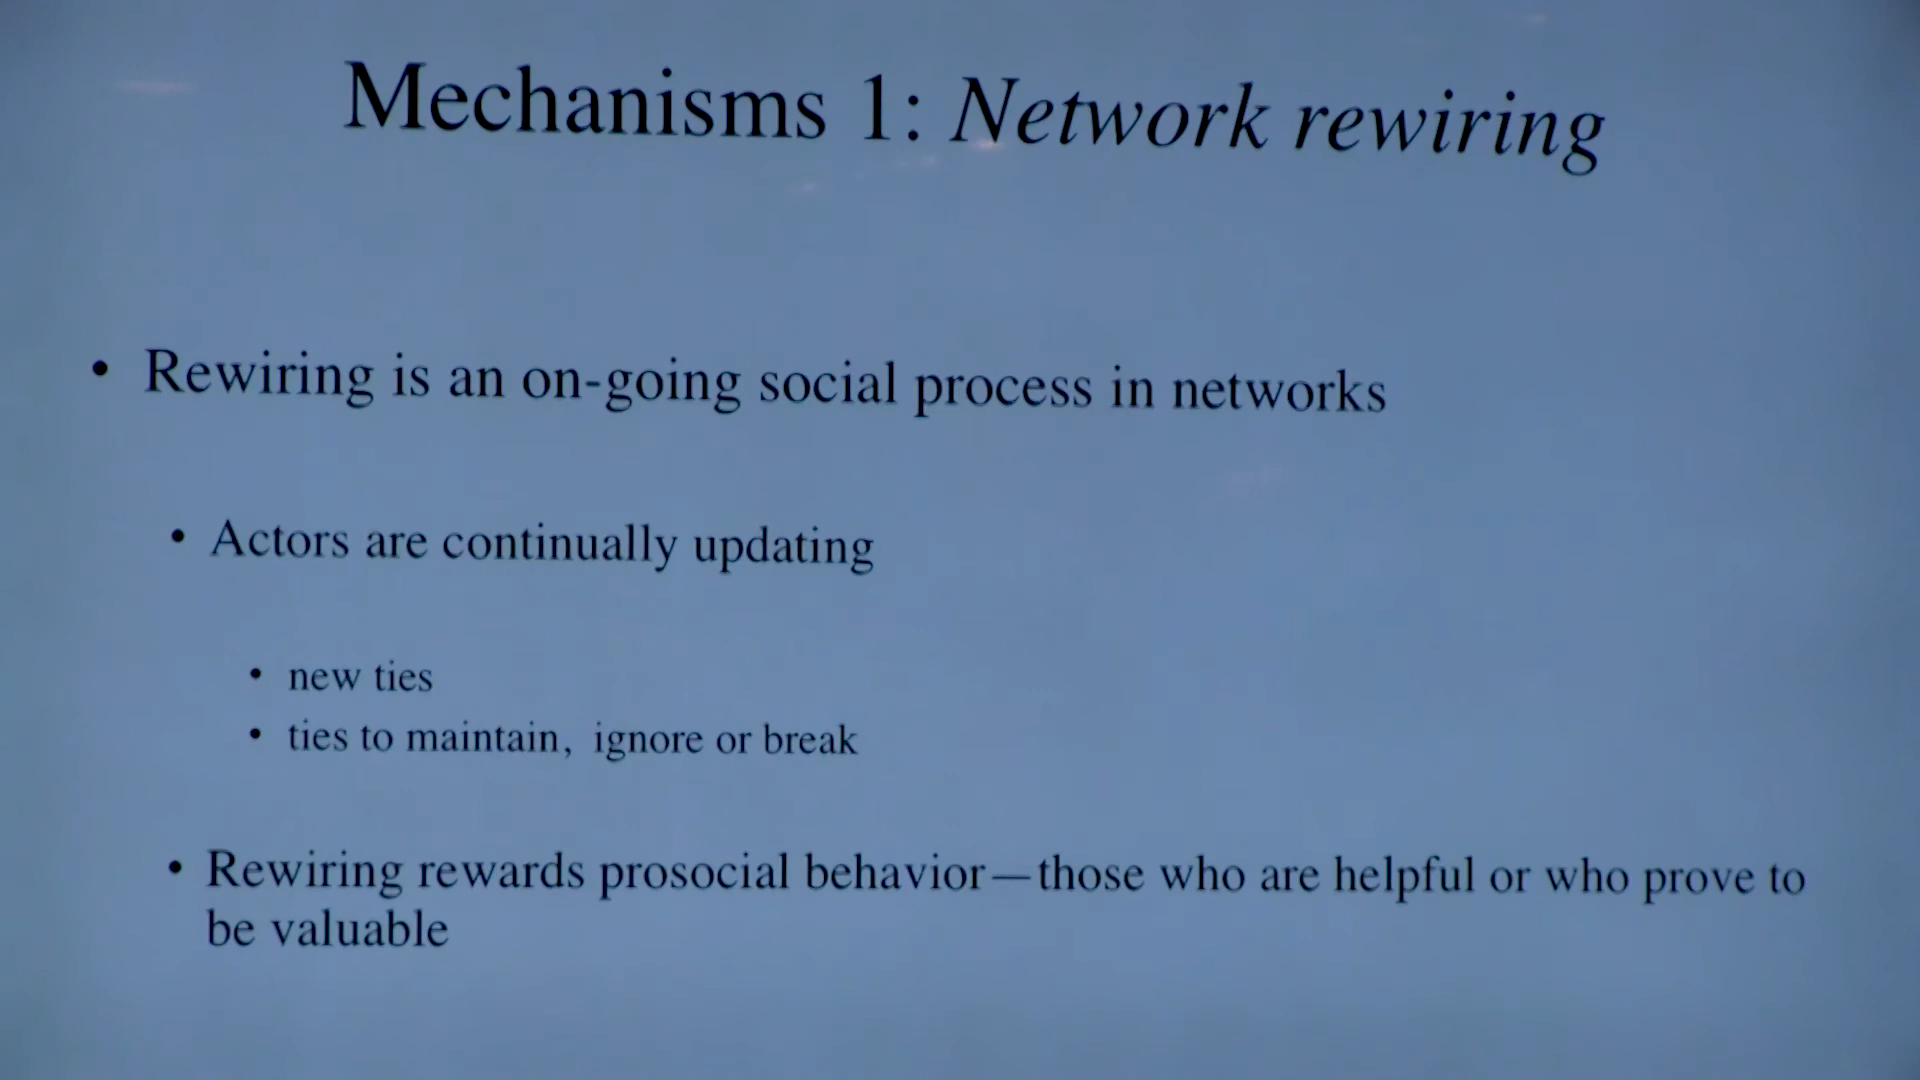 Mechanisms 1: Network rewiring
• Rewiring is an on-going social process in networks
• Actors are continually updating
• new ties
• ties to maintain, ignore or break
• Rewiring rewards prosocial behavior—those who are helpful or who prove to
be valuable